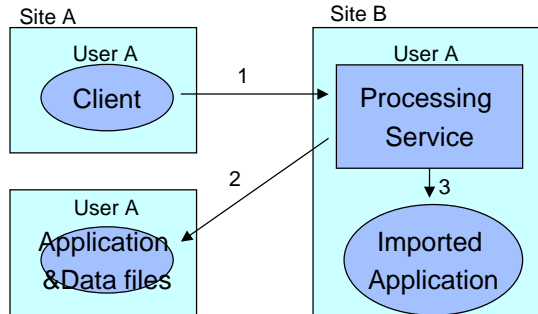 Site A
User A
Client
1
Site B
User A
Processing
Service
2
3
User A
Application
&Data files
Imported
Application